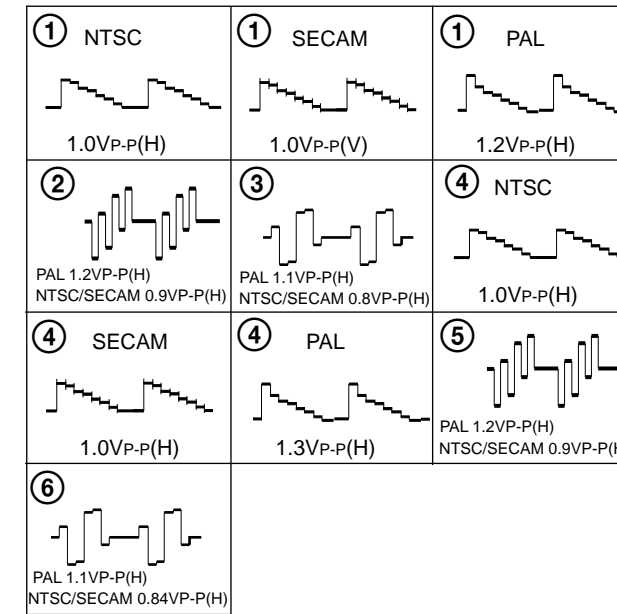 ① NTSC
1.0VP-P(H)
① SECAM
1.0VP-P(V)
① PAL
1.2VP-P(H)
②
PAL 1.2VP-P(H)
NTSC/SECAM 0.9VP-P(H)
③
PAL 1.1VP-P(H)
NTSC/SECAM 0.8VP-P(H)
④ NTSC
1.0VP-P(H)
④ SECAM
1.0VP-P(H)
④ PAL
1.3VP-P(H)
⑤
PAL 1.2VP-P(H)
NTSC/SECAM 0.9VP-P(H
⑥
PAL 1.1VP-P(H)
NTSC/SECAM 0.84VP-P(H)